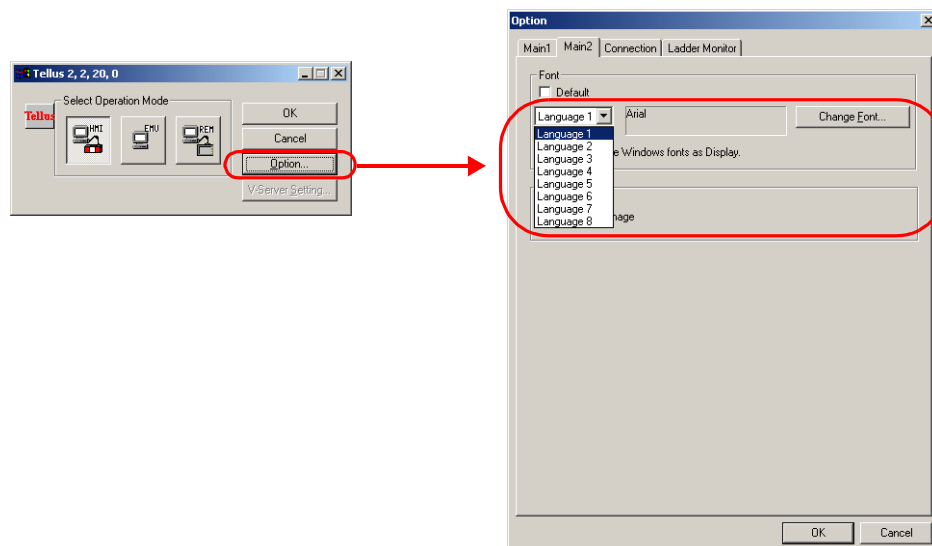 Tellus 2, 2, 20, 0
Tellus
Select Operation Mode
HMI
EMU
REM
OK
Cancel
Option...
V-Server Setting...
Option
Main1
Main2
Connection
Ladder Monitor
Font
Default
Language 1
Arial
Change Font...
Language 1
Language 2
Language 3
Windows fonts as Display.
Language 4
Language 5
Language 6
Language 7
Language 8
OK
Cancel